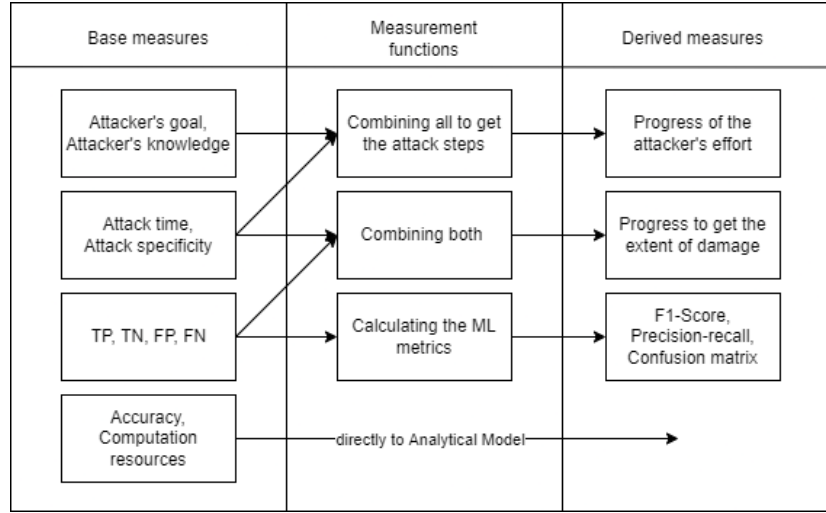 Base measures
Measurement
functions
Derived measures
Attacker's goal,
Attacker's knowledge
Combining all to get
the attack steps
Progress of the
attacker's effort
Attack time,
Attack specificity
Combining both
Progress to get the
extent of damage
TP, TN, FP, FN
Calculating the ML
metrics
F1-Score,
Precision-recall,
Confusion matrix
Accuracy,
Computation
resources
directly to Analytical Model